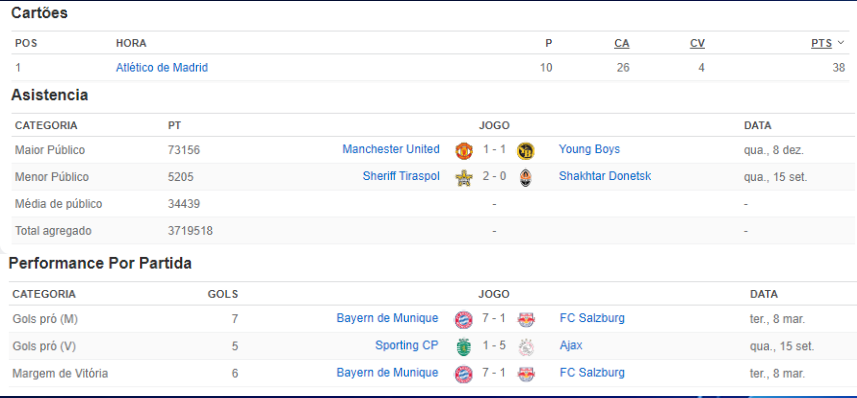 Cartões
POS HORA P CA CV PTS
1 Atlético de Madrid 10 26 4 38
Asistencia
CATEGORIA PT JOGO DATA
Maior Público 73156 Manchester United 1 - 1 Young Boys qua., 8 dez.
Menor Público 5205 Sheriff Tiraspol 2 - 0 Shakhtar Donetsk qua., 15 set.
Média de público 34439 - -
Total agregado 3719518 - -
Performance Por Partida
CATEGORIA GOLS JOGO DATA
Gols prò (M) 7 Bayern de Munique 7 - 1 FC Salzburg ter., 8 mar.
Gols prò (V) 5 Sporting CP 1 - 5 Ajax qua., 15 set.
Margem de Vitória 6 Bayern de Munique 7 - 1 FC Salzburg ter., 8 mar.